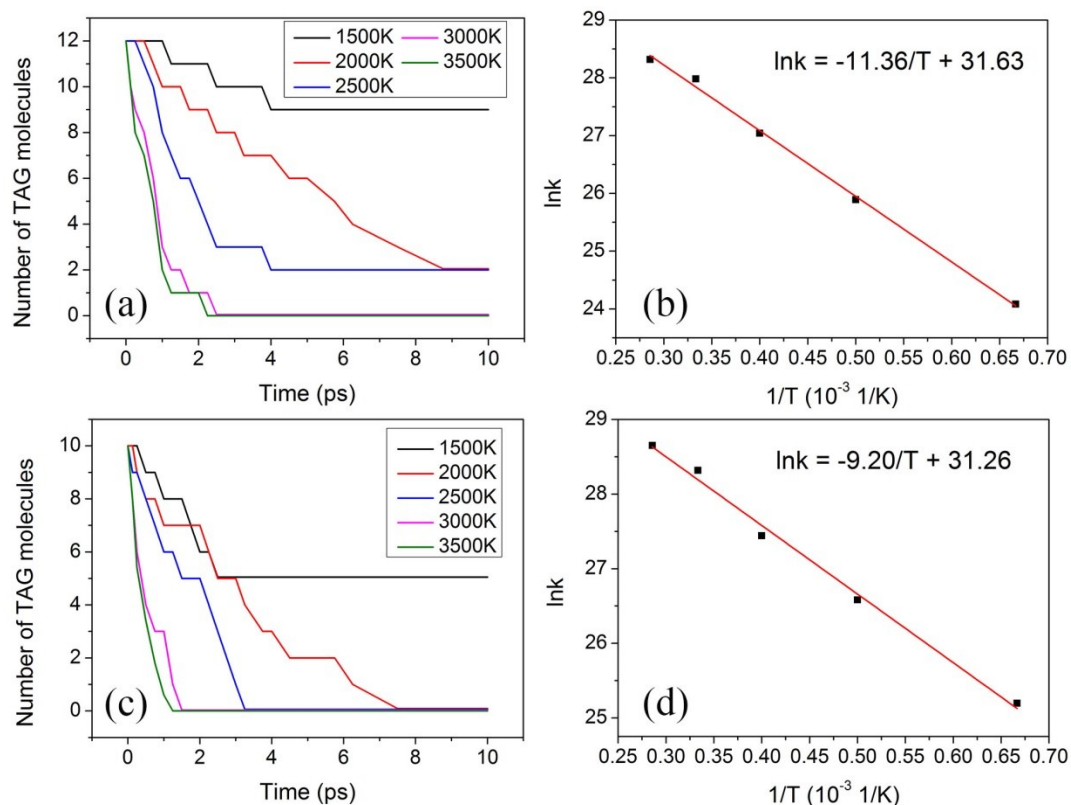 12
10
8
6
4
2
0
Number of TAG molecules
1500K
2000K
2500K
3000K
3500K
(a)
0 2 4 6 8 10
Time (ps)
29
28
27
26
25
24
lnk
lnk = -11.36/T + 31.63
(b)
0.25 0.30 0.35 0.40 0.45 0.50 0.55 0.60 0.65 0.70
1/T (10⁻³ 1/K)
10
8
6
4
2
0
Number of TAG molecules
1500K
2000K
2500K
3000K
3500K
(c)
0 2 4 6 8 10
Time (ps)
29
28
27
26
25
lnk
lnk = -9.20/T + 31.26
(d)
0.25 0.30 0.35 0.40 0.45 0.50 0.55 0.60 0.65 0.70
1/T (10⁻³ 1/K)